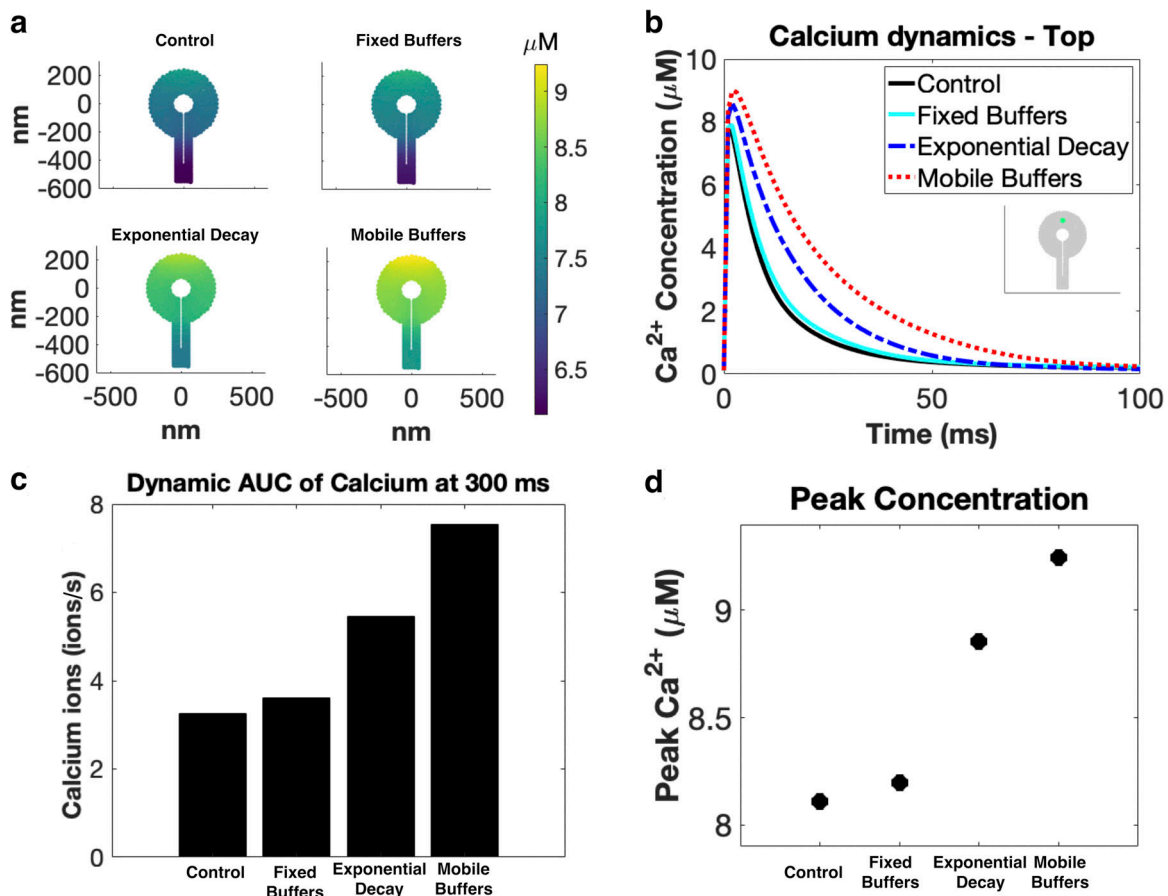 a
Control
Fixed Buffers
μM
200
0
-200
-400
-600
nm
9
8.5
8
7.5
7
6.5
Exponential Decay
Mobile Buffers
200
0
-200
-400
-600
nm
-500 0 500
-500 0 500
nm
nm
b
Calcium dynamics - Top
Ca2+ Concentration (μM)
10
8
6
4
2
0
Control
Fixed Buffers
Exponential Decay
Mobile Buffers
0 50 100
Time (ms)
c
Dynamic AUC of Calcium at 300 ms
Calcium ions (ions/s)
8
6
4
2
0
Control Fixed Buffers Exponential Decay Mobile Buffers
d
Peak Concentration
Peak Ca2+ (μM)
9
8.5
8
Control Fixed Buffers Exponential Decay Mobile Buffers